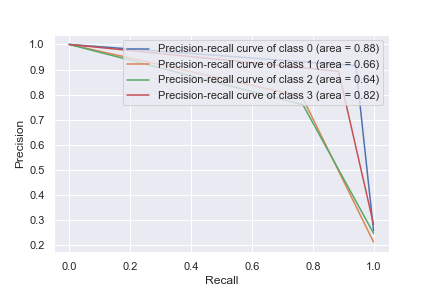 1.0
0.9
0.8
0.7
0.6
0.5
0.4
0.3
0.2
Precision
Precision-recall curve of class 0 (area = 0.88)
Precision-recall curve of class 1 (area = 0.66)
Precision-recall curve of class 2 (area = 0.64)
Precision-recall curve of class 3 (area = 0.82)
0.0 0.2 0.4 0.6 0.8 1.0
Recall